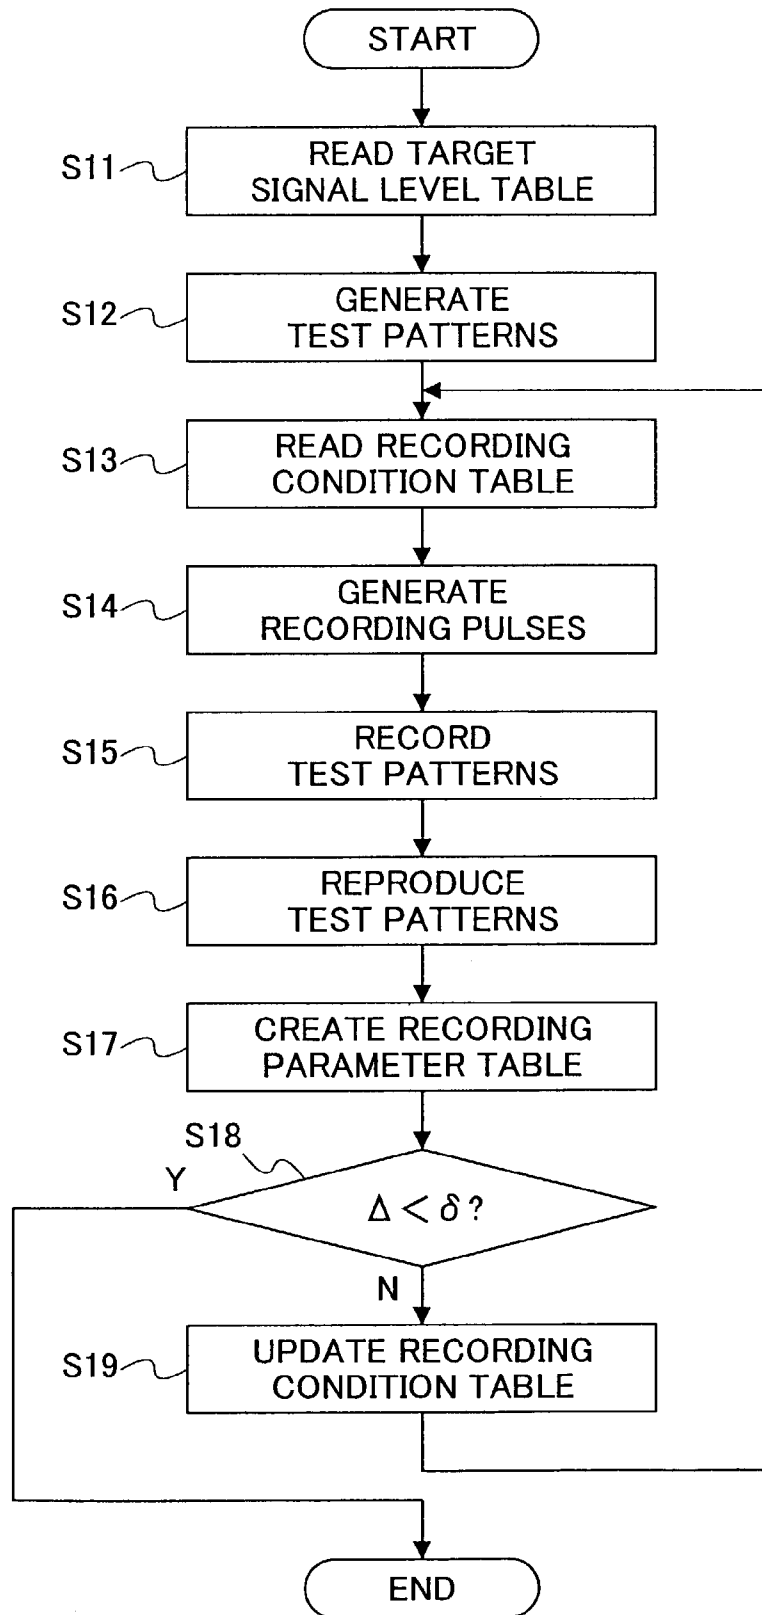 START
S11
READ TARGET
SIGNAL LEVEL TABLE
S12
GENERATE
TEST PATTERNS
S13
READ RECORDING
CONDITION TABLE
S14
GENERATE
RECORDING PULSES
S15
RECORD
TEST PATTERNS
S16
REPRODUCE
TEST PATTERNS
S17
CREATE RECORDING
PARAMETER TABLE
S18
Y
Δ < δ?
N
S19
UPDATE RECORDING
CONDITION TABLE
END